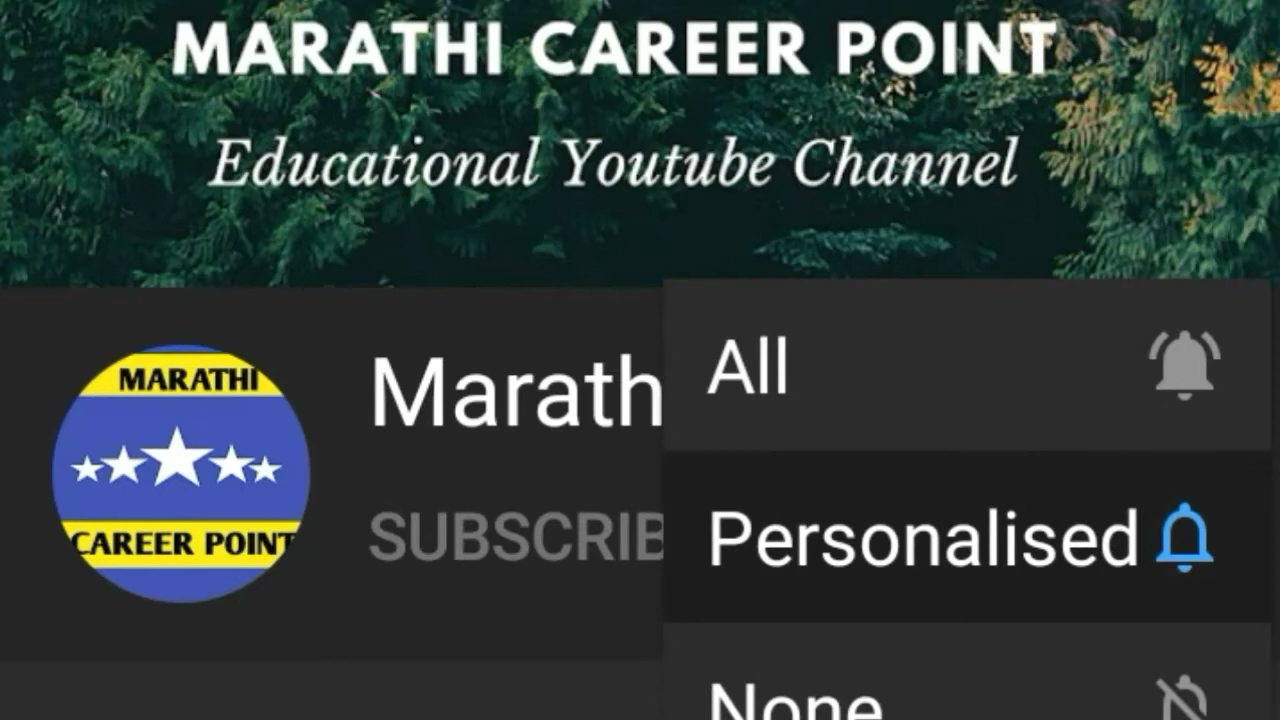 MARATHI CAREER POINT
Educational Youtube Channel
MARATHI
CAREER POINT
Marath
SUBSCRIB
All
Personalised
None